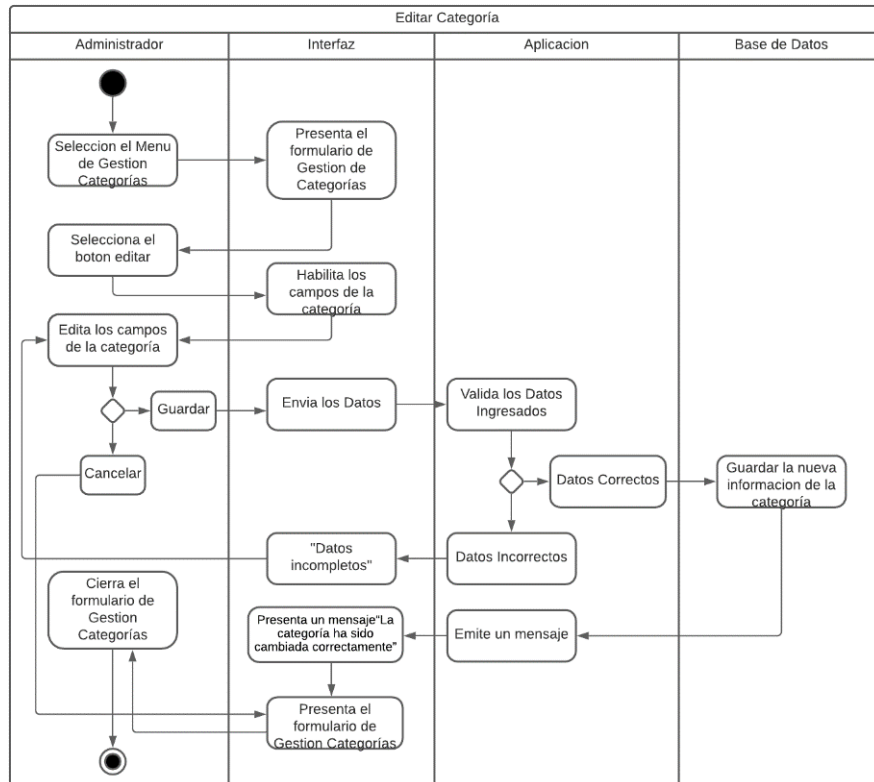 Editar Categoría
Administrador
Interfaz
Aplicacion
Base de Datos
Seleccion el Menu
de Gestion
Categorías
Presenta el
formulario de
Gestion de
Categorías
Selecciona el
boton editar
Habilita los
campos de la
categoría
Edita los campos
de la categoría
Guardar
Envia los Datos
Valida los Datos
Ingresados
Cancelar
Datos Correctos
Guardar la nueva
informacion de la
categoría
"Datos
incompletos"
Datos Incorrectos
Cierra el
formulario de
Gestion
Categorías
Presenta un mensaje"La
categoría ha sido
cambiada correctamente"
Emite un mensaje
Presenta el
formulario de
Gestion Categorías